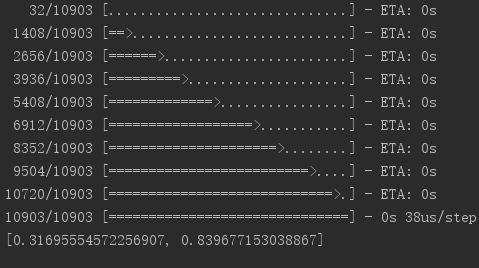 32/10903 [..............................] - ETA: 0s
1408/10903 [==>...........................] - ETA: 0s
2656/10903 [======>.......................] - ETA: 0s
3936/10903 [=========>....................] - ETA: 0s
5408/10903 [=============>................] - ETA: 0s
6912/10903 [==================>...........] - ETA: 0s
8352/10903 [=====================>........] - ETA: 0s
9504/10903 [=========================>....] - ETA: 0s
10720/10903 [============================>.] - ETA: 0s
10903/10903 [==============================] - 0s 38us/step
[0.31695554572256907, 0.839677153038867]